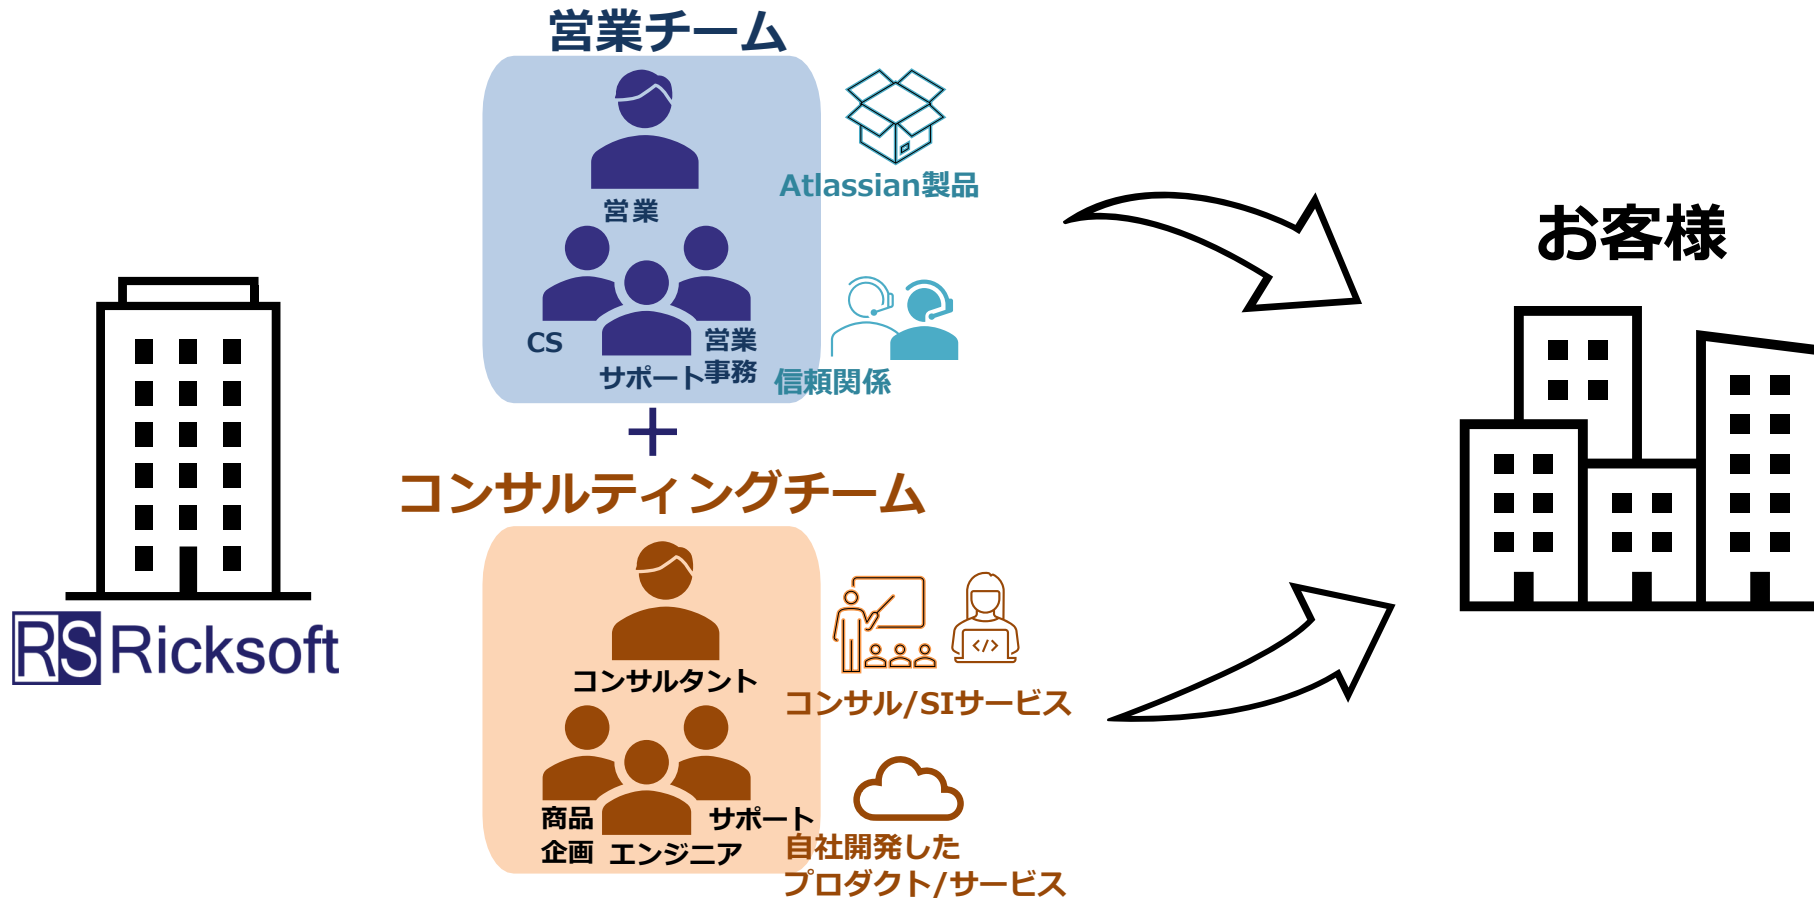 営業チーム
営業
CS
サポート
営業
事務
Atlassian製品
信頼関係
+
コンサルティングチーム
コンサルタント
商品
企画
エンジニア
サポート
コンサル/SIサービス
</>
自社開発した
プロダクト/サービス
RS Ricksoft
お客様